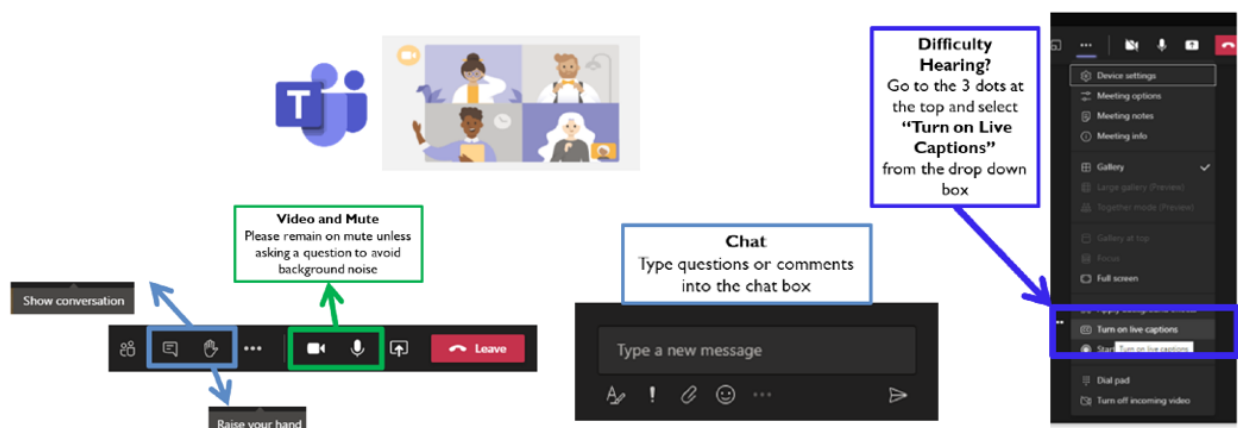 T
Difficulty
Hearing?
Go to the 3 dots at
the top and select
“Turn on Live
Captions”
from the drop down
box
Device settings
Meeting options
Meeting notes
Meeting info
Gallery
Large gallery (Preview)
Together mode (Preview)
Gallery at top
Focus
Full screen
Turn on live captions
Star
Turn on live captions
Dial pad
Turn off incoming video
Video and Mute
Please remain on mute unless
asking a question to avoid
background noise
Show conversation
Leave
Raise your hand
Chat
Type questions or comments
into the chat box
Type a new message